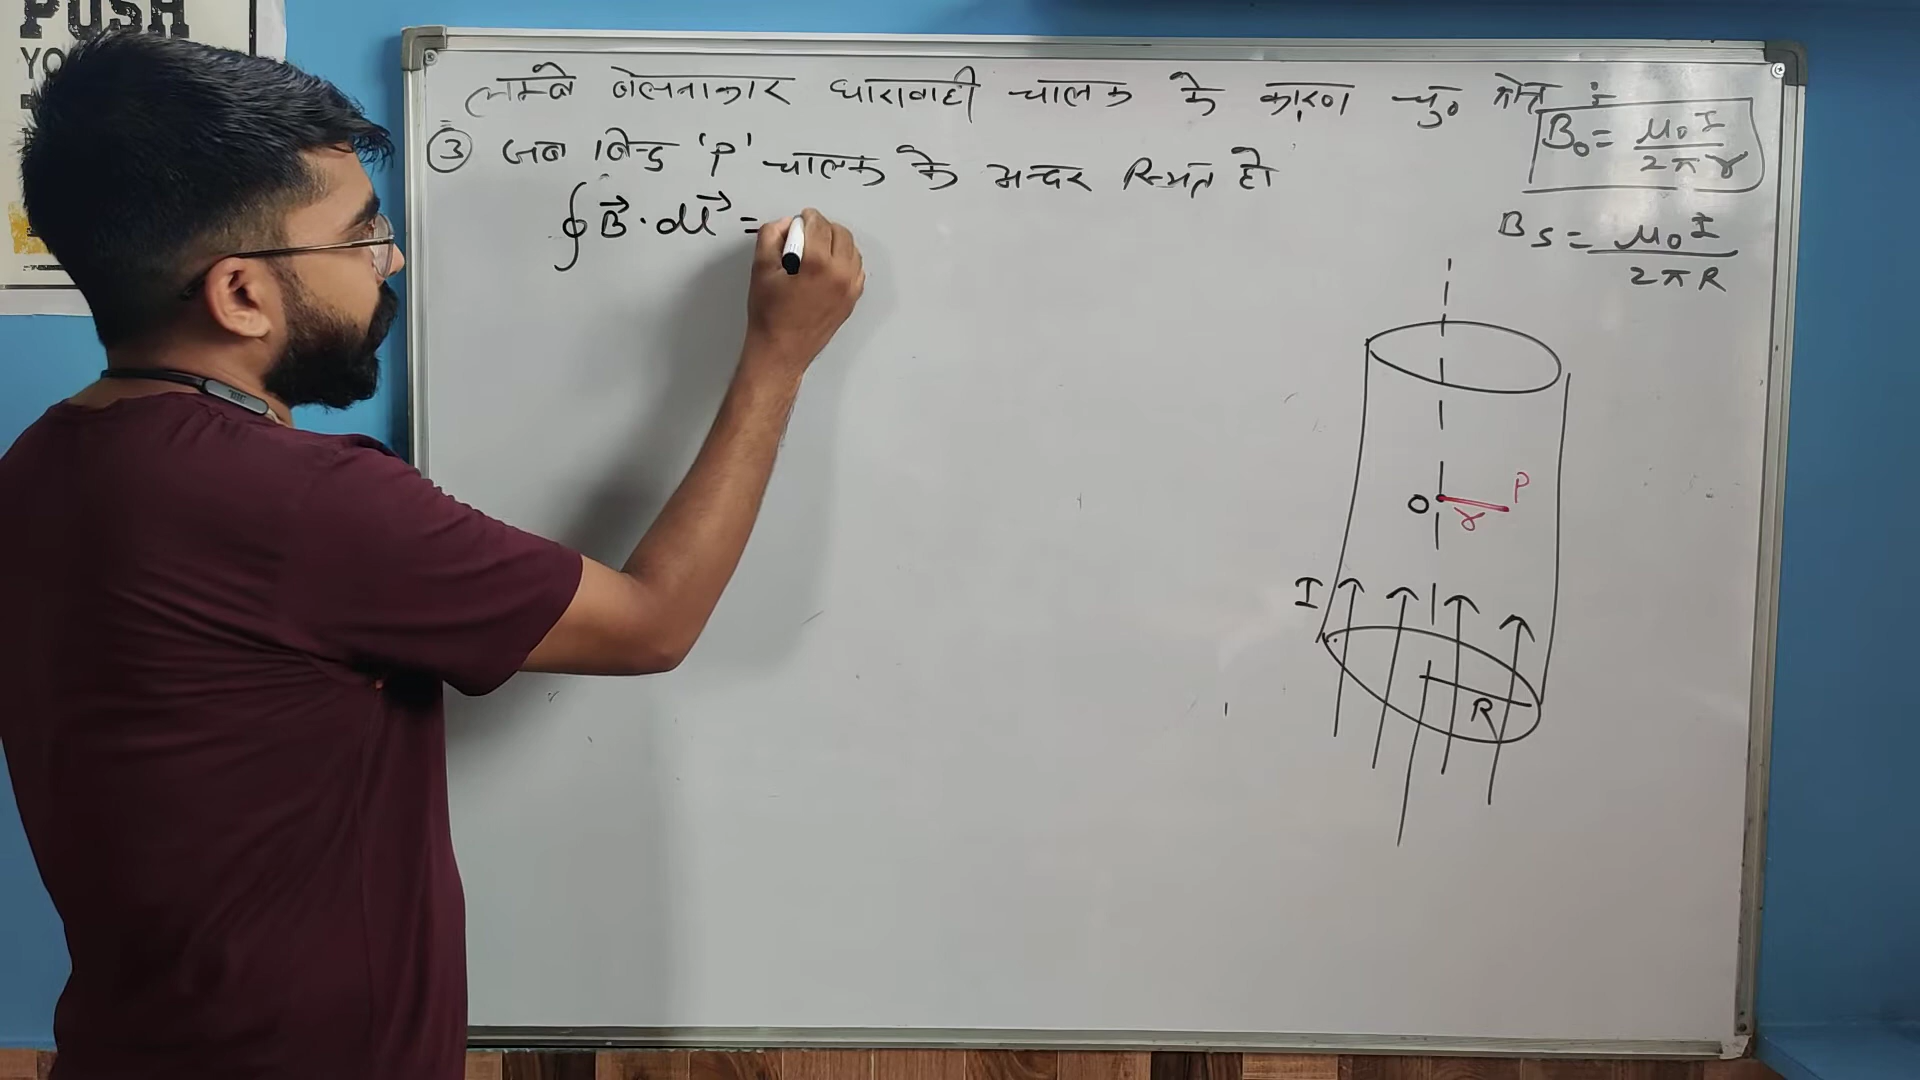 PUSH
YO
लम्बे बेलनाकार धारावाही चालक के कारण चु० क्षेत्र :-
③ जब बिन्दु 'P' चालक के अन्दर स्थित हो
∮B⃗·dl⃗ =
B₀ = μ₀I / 2πr
Bs = μ₀I / 2πR
O
r
P
I
R